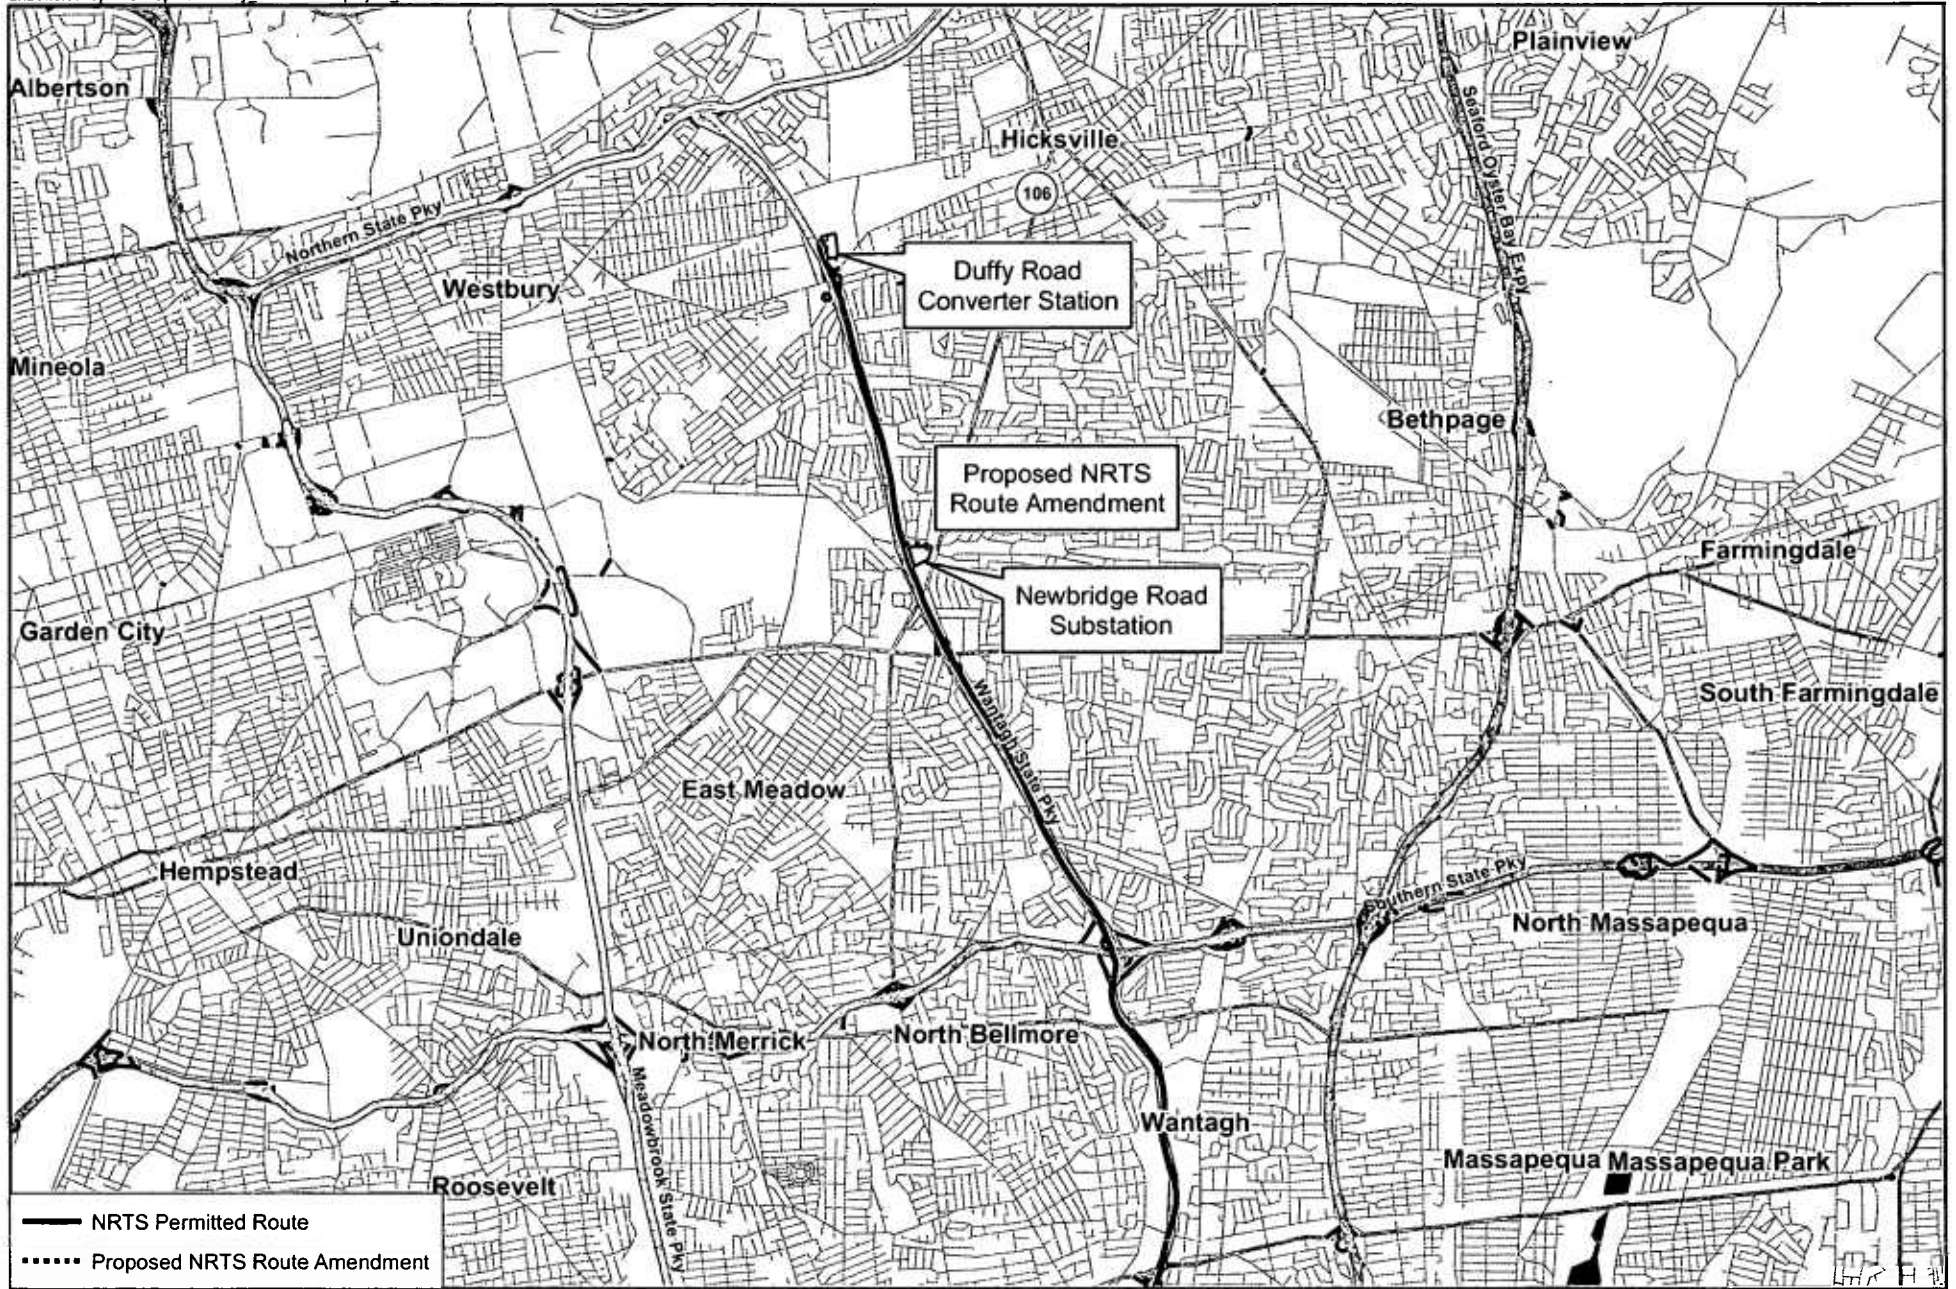 Plainview
Albertson
Seaford Oyster Bay Expy
Hicksville
106
Northern State Pky
Westbury
Duffy Road
Converter Station
Mineola
Bethpage
Proposed NRTS
Route Amendment
Farmingdale
Newbridge Road
Substation
Garden City
South Farmingdale
Wantagh State Pky
East Meadow
Hempstead
Southern State Pky
North Massapequa
Uniondale
North Merrick
North Bellmore
Meadowbrook State Pky
Wantagh
Massapequa
Massapequa Park
Roosevelt
NRTS Permitted Route
Proposed NRTS Route Amendment